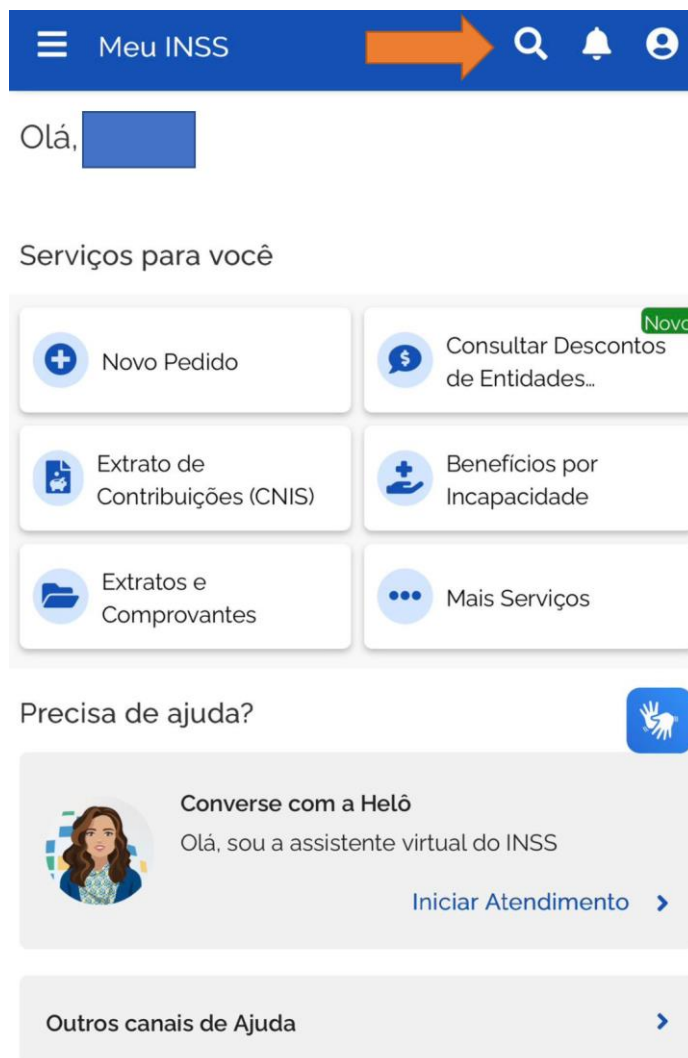 Meu INSS
Olá,
Serviços para você
Novo Pedido
Novo
Consultar Descontos
de Entidades...
Extrato de
Contribuições (CNIS)
Benefícios por
Incapacidade
Extratos e
Comprovantes
Mais Serviços
Precisa de ajuda?
Converse com a Helô
Olá, sou a assistente virtual do INSS
Iniciar Atendimento
Outros canais de Ajuda